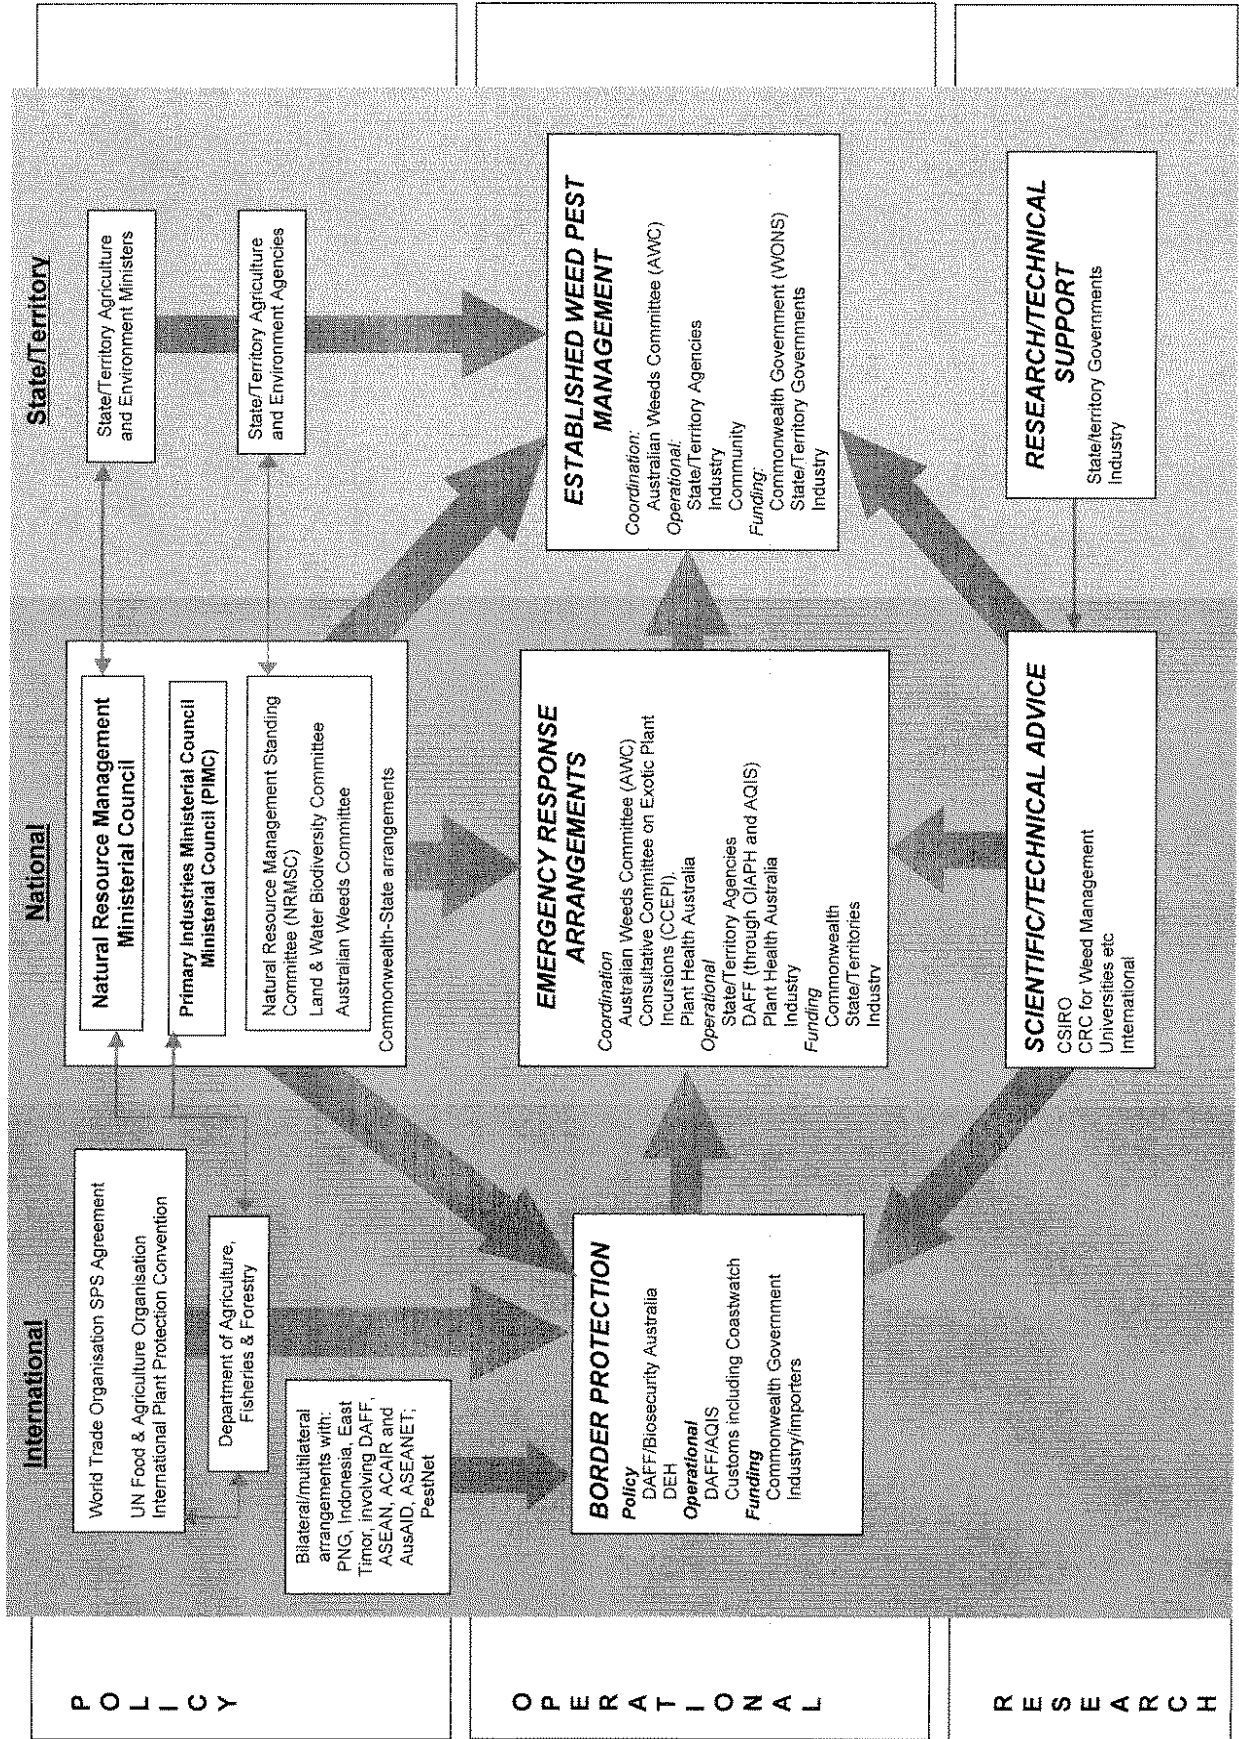 International
National
State/Territory
P
O
L
I
C
Y
World Trade Organisation SPS Agreement
UN Food & Agriculture Organisation
International Plant Protection Convention
Department of Agriculture,
Fisheries & Forestry
Bilateral/multilateral
arrangements with:
PNG, Indonesia, East
Timor, involving DAFF,
ASEAN, ACAIR and
AusAID, ASEANET;
PestNet
Natural Resource Management
Ministerial Council
Primary Industries Ministerial Council
Ministerial Council (PIMC)
Natural Resource Management Standing
Committee (NRMSC)
Land & Water Biodiversity Committee
Australian Weeds Committee
Commonwealth-State arrangements
State/Territory Agriculture
and Environment Ministers
State/Territory Agriculture
and Environment Agencies
O
P
E
R
A
T
I
O
N
A
L
BORDER PROTECTION
Policy
DAFF/Biosecurity Australia
DEH
Operational
DAFF/AQIS
Customs including Coastwatch
Funding
Commonwealth Government
Industry/importers
EMERGENCY RESPONSE
ARRANGEMENTS
Coordination
Australian Weeds Committee (AWC)
Consultative Committee on Exotic Plant
Incursions (CCEPI),
Plant Health Australia
Operational
State/Territory Agencies
DAFF (through OIAPH and AQIS)
Plant Health Australia
Industry
Funding
Commonwealth
State/Territories
Industry
ESTABLISHED WEED PEST
MANAGEMENT
Coordination:
Australian Weeds Committee (AWC)
Operational:
State/Territory Agencies
Industry
Community
Funding:
Commonwealth Government (WONS)
State/Territory Governments
Industry
R
E
S
E
A
R
C
H
SCIENTIFIC/TECHNICAL ADVICE
CSIRO
CRC for Weed Management
Universities etc
International
RESEARCH/TECHNICAL
SUPPORT
State/territory Governments
Industry